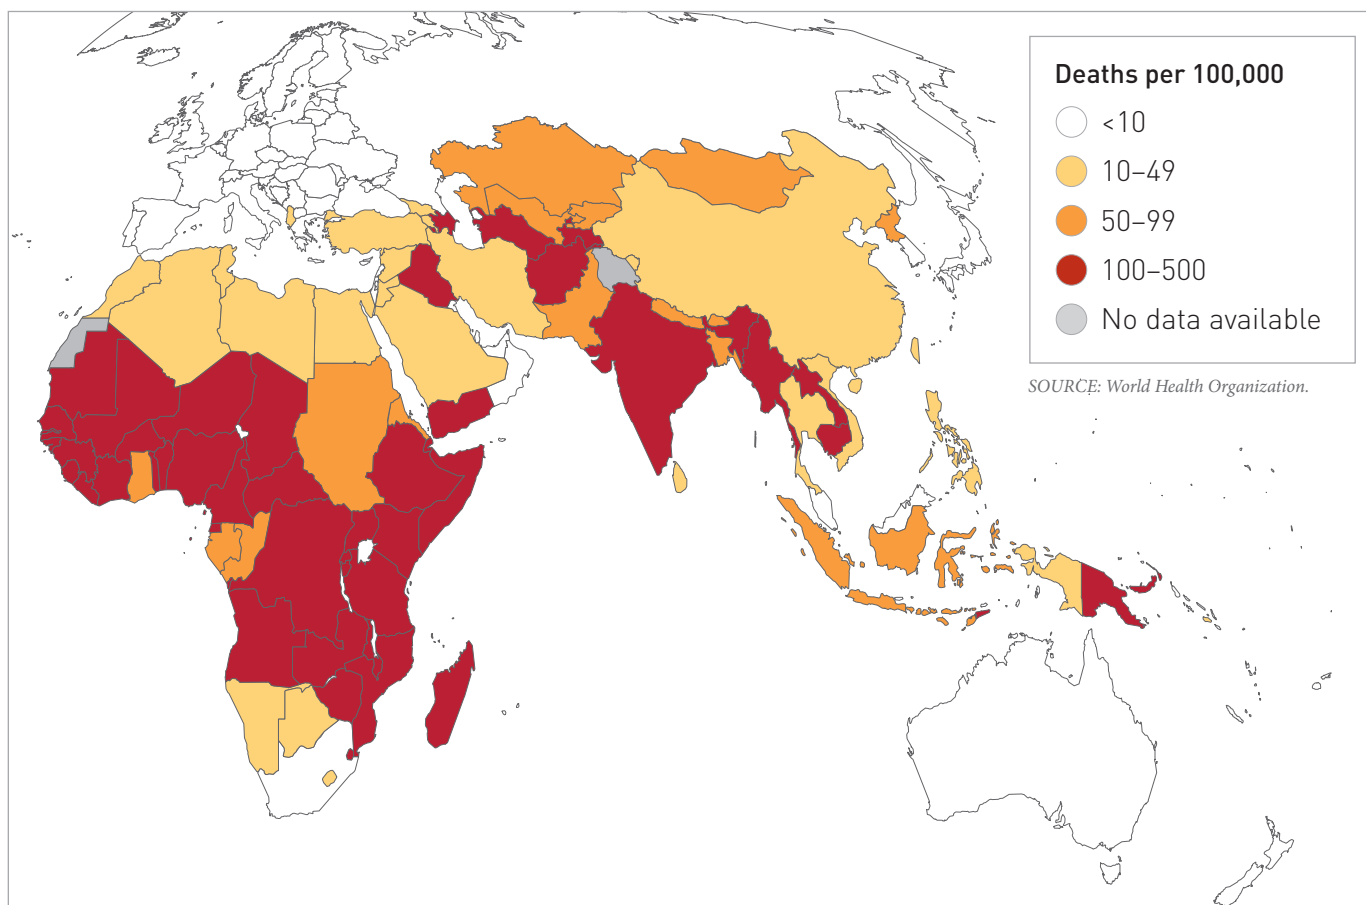 Deaths per 100,000
<10
10–49
50–99
100–500
No data available
SOURCE: World Health Organization.